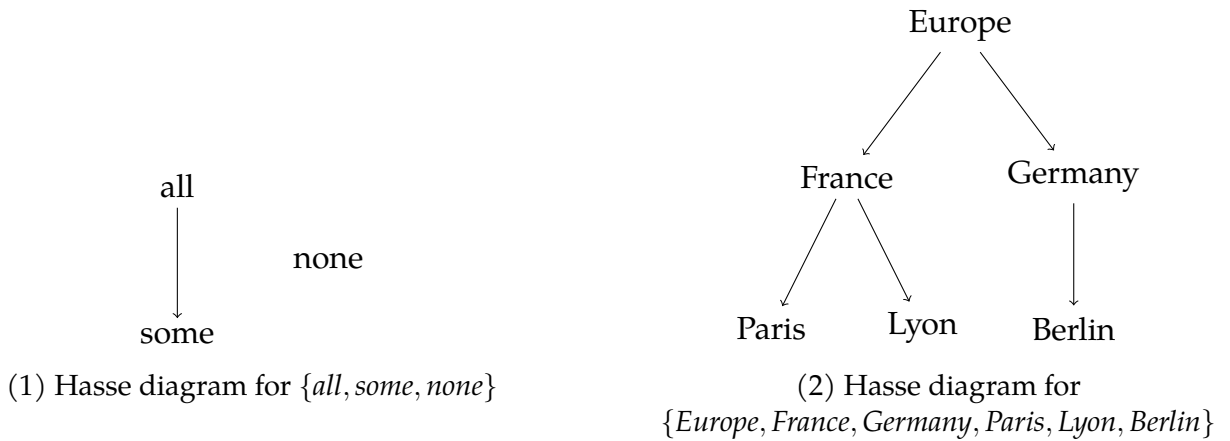 all
none
some
(1) Hasse diagram for {all, some, none}
Europe
France
Germany
Paris
Lyon
Berlin
(2) Hasse diagram for
{Europe, France, Germany, Paris, Lyon, Berlin}